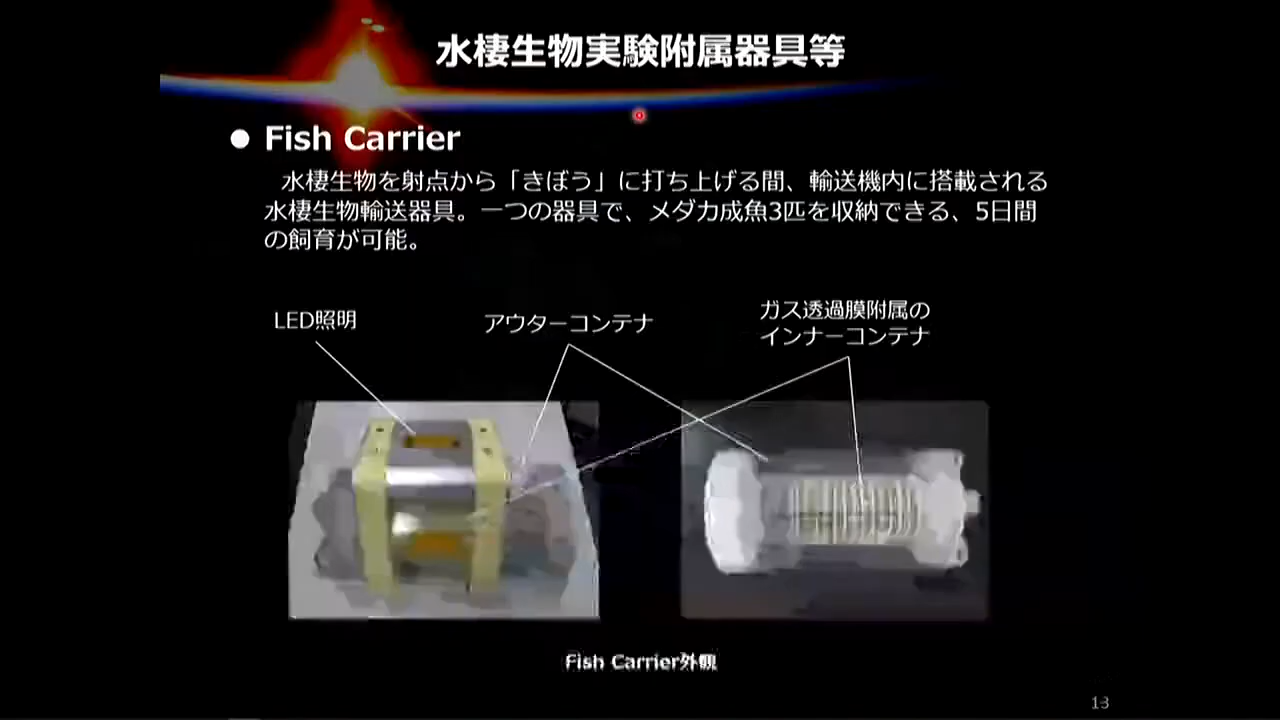 水棲生物実験附属器具等
● Fish Carrier
水棲生物を射点から「きぼう」に打ち上げる間、輸送機内に搭載される
水棲生物輸送器具。一つの器具で、メダカ成魚3匹を収納できる、5日間
の飼育が可能。
LED照明
アウターコンテナ
ガス透過膜附属の
インナーコンテナ
Fish Carrier外観
13